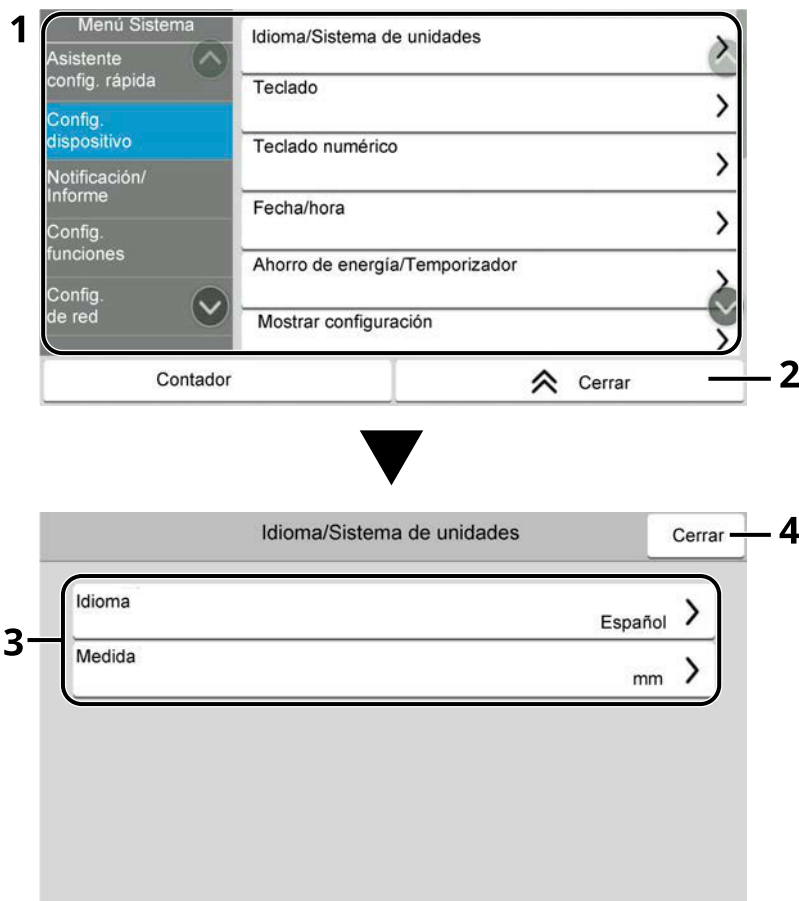 1
Menú Sistema
Asistente
config. rápida
Config.
dispositivo
Notificación/
Informe
Config.
funciones
Config.
de red
Idioma/Sistema de unidades
Teclado
Teclado numérico
Fecha/hora
Ahorro de energía/Temporizador
Mostrar configuración
Contador
Cerrar
2
Idioma/Sistema de unidades
Cerrar
4
3
Idioma
Español
Medida
mm